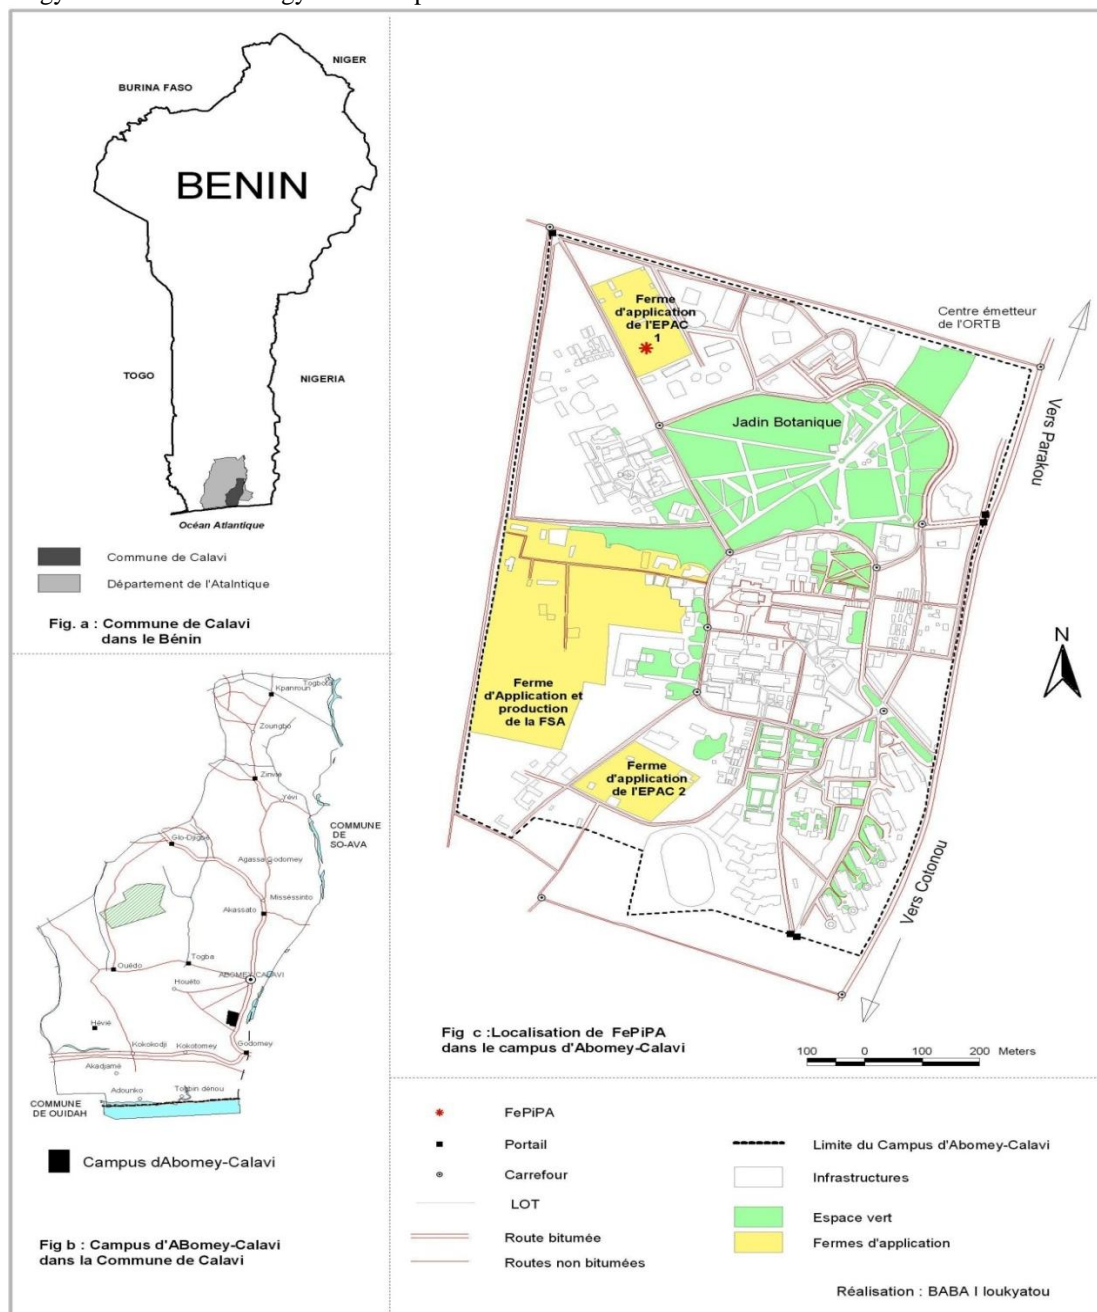 NIGER
BURINA FASO
BENIN
TOGO
NIGERIA
Océan Atlantique
Commune de Calavi
Département de l'Atalntique
Fig. a : Commune de Calavi
dans le Bénin
Togbota
Kpanroun
Zoungbo
Zinvié
Yévi
COMMUNE
DE
SO-AVA
Glo-Djigbé
Agassa Godomey
Missessinto
Akassato
Ouèdo
Togba
ABOMEY-CALAVI
Houèto
Hêvié
Kokokodji
Kokotomey
Godomey
Akadjamè
Adounko
Togbin dénou
COMMUNE
DE OUIDAH
Campus dAbomey-Calavi
Fig b : Campus d'ABomey-Calavi
dans la Commune de Calavi
Ferme
d'application
de l'EPAC
1
Centre émetteur
de l'ORTB
Jadin Botanique
Vers Parakou
Ferme
d'Application et
production
de la FSA
Ferme
d'application
de l'EPAC 2
N
Vers Cotonou
Fig c :Localisation de FePiPA
dans le campus d'Abomey-Calavi
100 0 100 200 Meters
FePiPA
Portail
Carrefour
LOT
Route bitumée
Routes non bitumées
Limite du Campus d'Abomey-Calavi
Infrastructures
Espace vert
Fermes d'application
Réalisation : BABA I loukyatou